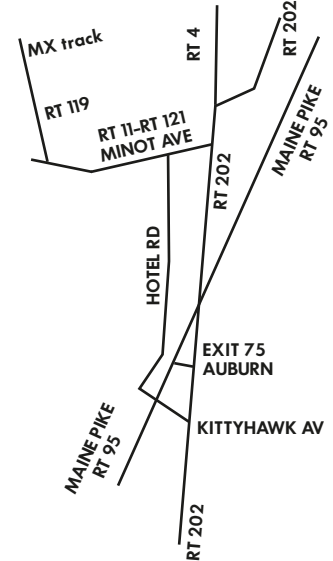 MX track
RT 4
RT 202
RT 119
RT 11-RT 121
MINOT AVE
MAINE PIKE
RT 95
RT 202
HOTEL RD
EXIT 75
AUBURN
MAINE PIKE
RT 95
KITTYHAWK AV
RT 202